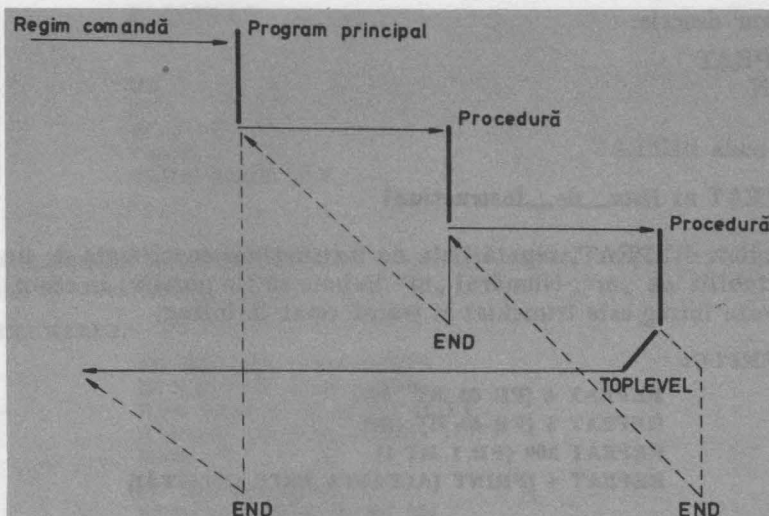 Regim comandă
Program principal
Procedură
Procedură
END
TOPLEVEL
END
END